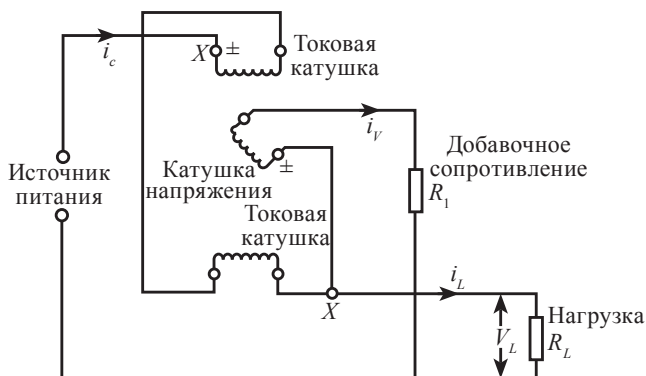 X ±
Токовая
катушка
i_c
i_V
Добавочное
сопротивление
R_1
Источник
питания
Катушка
напряжения
±
Токовая
катушка
X
i_L
V_L
Нагрузка
R_L